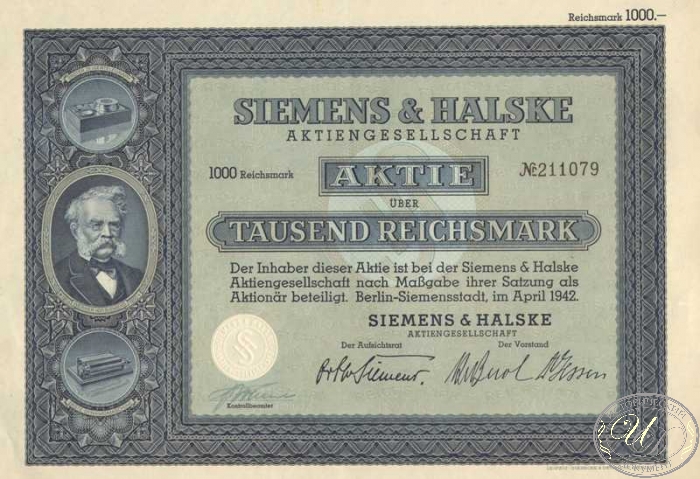 Reichsmark 1000.—
SIEMENS & HALSKE
AKTIENGESELLSCHAFT
1000 Reichsmark
AKTIE
№ 211079
ÜBER
TAUSEND REICHSMARK
Der Inhaber dieser Aktie ist bei der Siemens & Halske
Aktiengesellschaft nach Maßgabe ihrer Satzung als
Aktionär beteiligt. Berlin-Siemensstadt, im April 1942.
SIEMENS & HALSKE
AKTIENGESELLSCHAFT
Der Aufsichtsrat
Der Vorstand
Kontrollbeamter